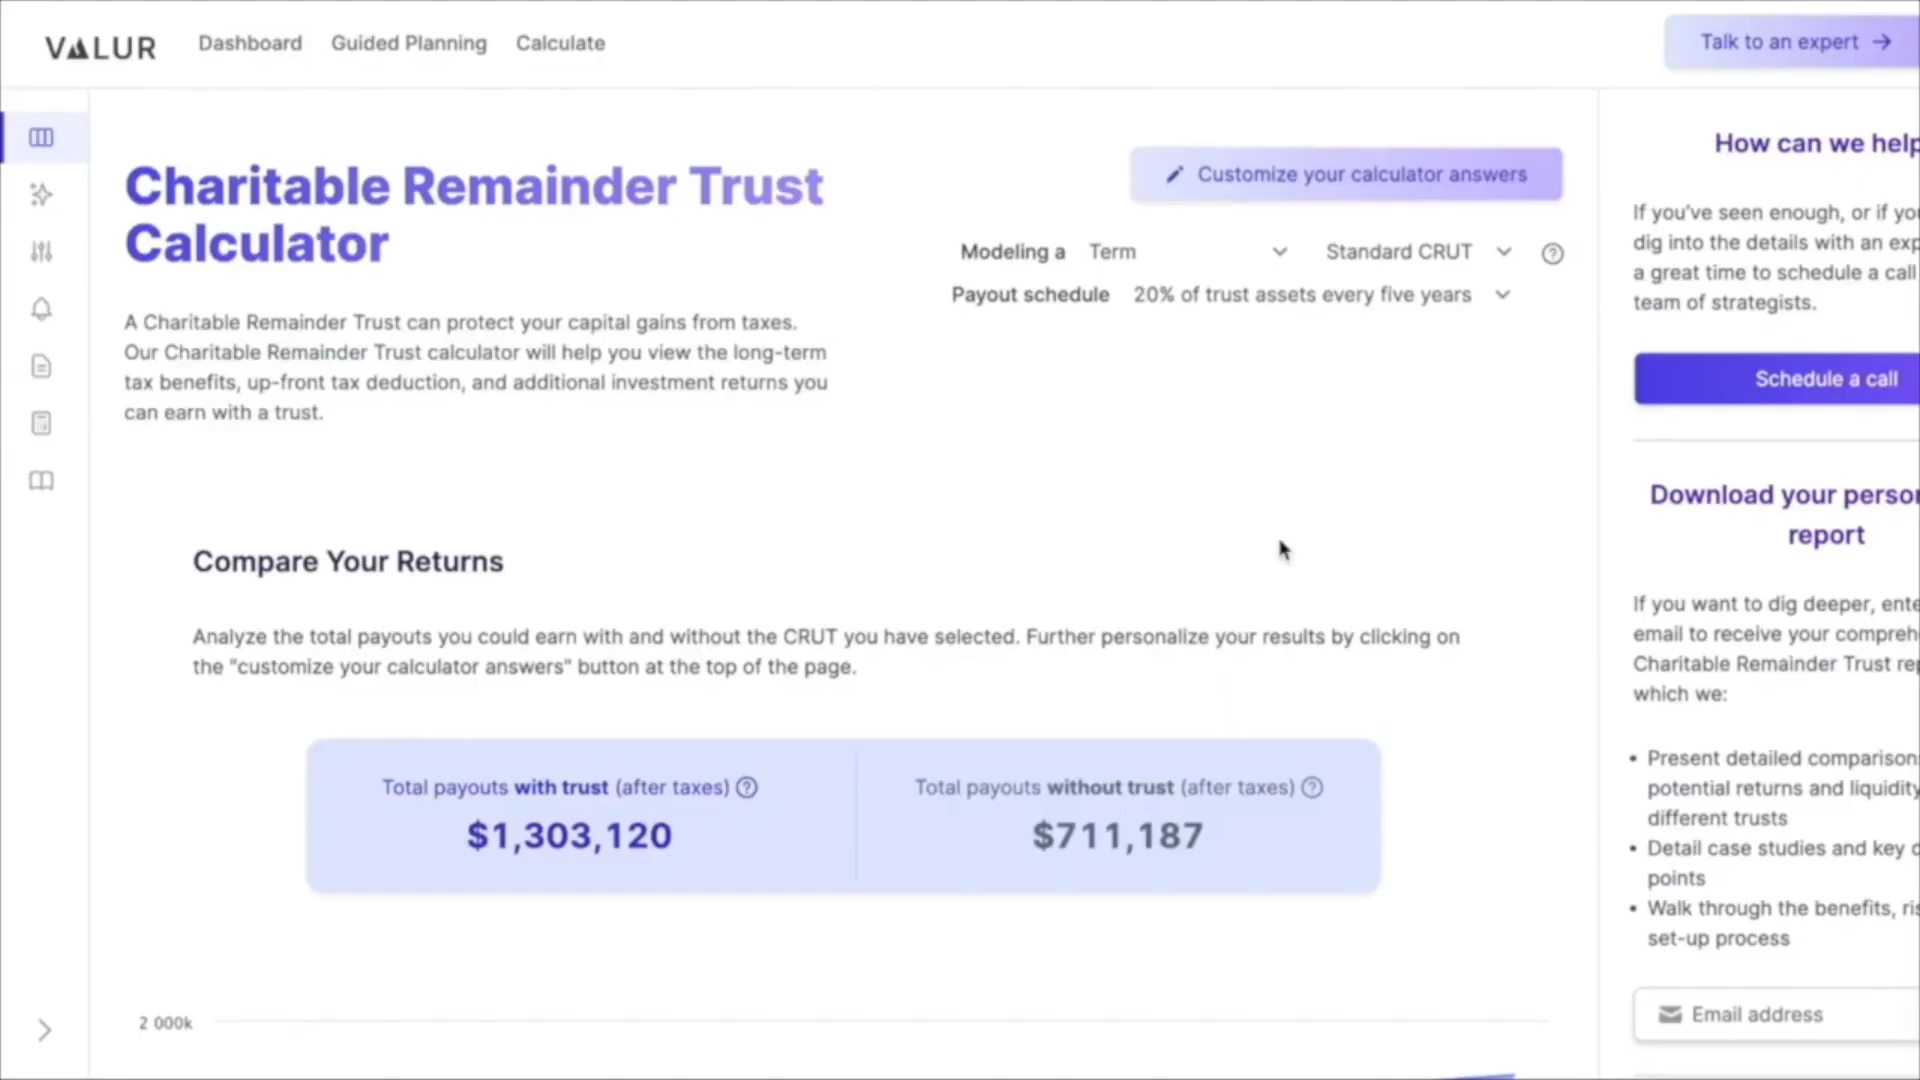 VALUR
Dashboard
Guided Planning
Calculate
Talk to an expert →
Charitable Remainder Trust
Calculator
A Charitable Remainder Trust can protect your capital gains from taxes.
Our Charitable Remainder Trust calculator will help you view the long-term
tax benefits, up-front tax deduction, and additional investment returns you
can earn with a trust.
Customize your calculator answers
Modeling a Term Standard CRUT
Payout schedule 20% of trust assets every five years
Compare Your Returns
Analyze the total payouts you could earn with and without the CRUT you have selected. Further personalize your results by clicking on
the "customize your calculator answers" button at the top of the page.
Total payouts with trust (after taxes)
$1,303,120
Total payouts without trust (after taxes)
$711,187
2 000k
How can we help
If you've seen enough, or if you
dig into the details with an exp
a great time to schedule a call
team of strategists.
Schedule a call
Download your person
report
If you want to dig deeper, ente
email to receive your compreh
Charitable Remainder Trust rep
which we:
• Present detailed comparison
potential returns and liquidity
different trusts
• Detail case studies and key d
points
• Walk through the benefits, ris
set-up process
Email address